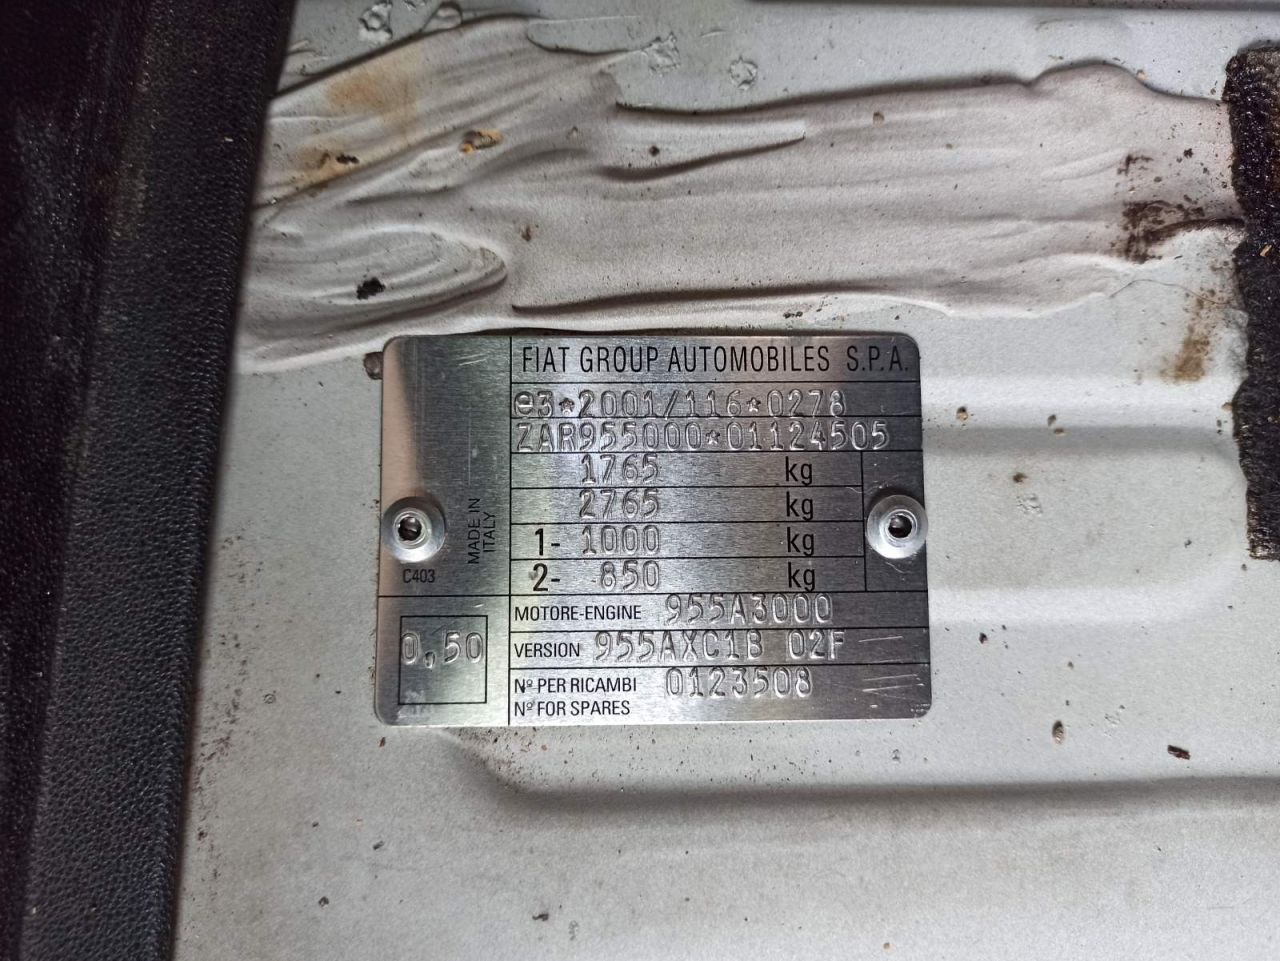 FIAT GROUP AUTOMOBILES S.P.A.
e3*2001/116*0278
ZAR955000*01124505
1765 kg
2765 kg
1- 1000 kg
2- 850 kg
MADE IN
ITALY
C403
0,50
MOTORE-ENGINE 955A3000
VERSION 955AXC1B 02F
Nº PER RICAMBI 0123508
Nº FOR SPARES